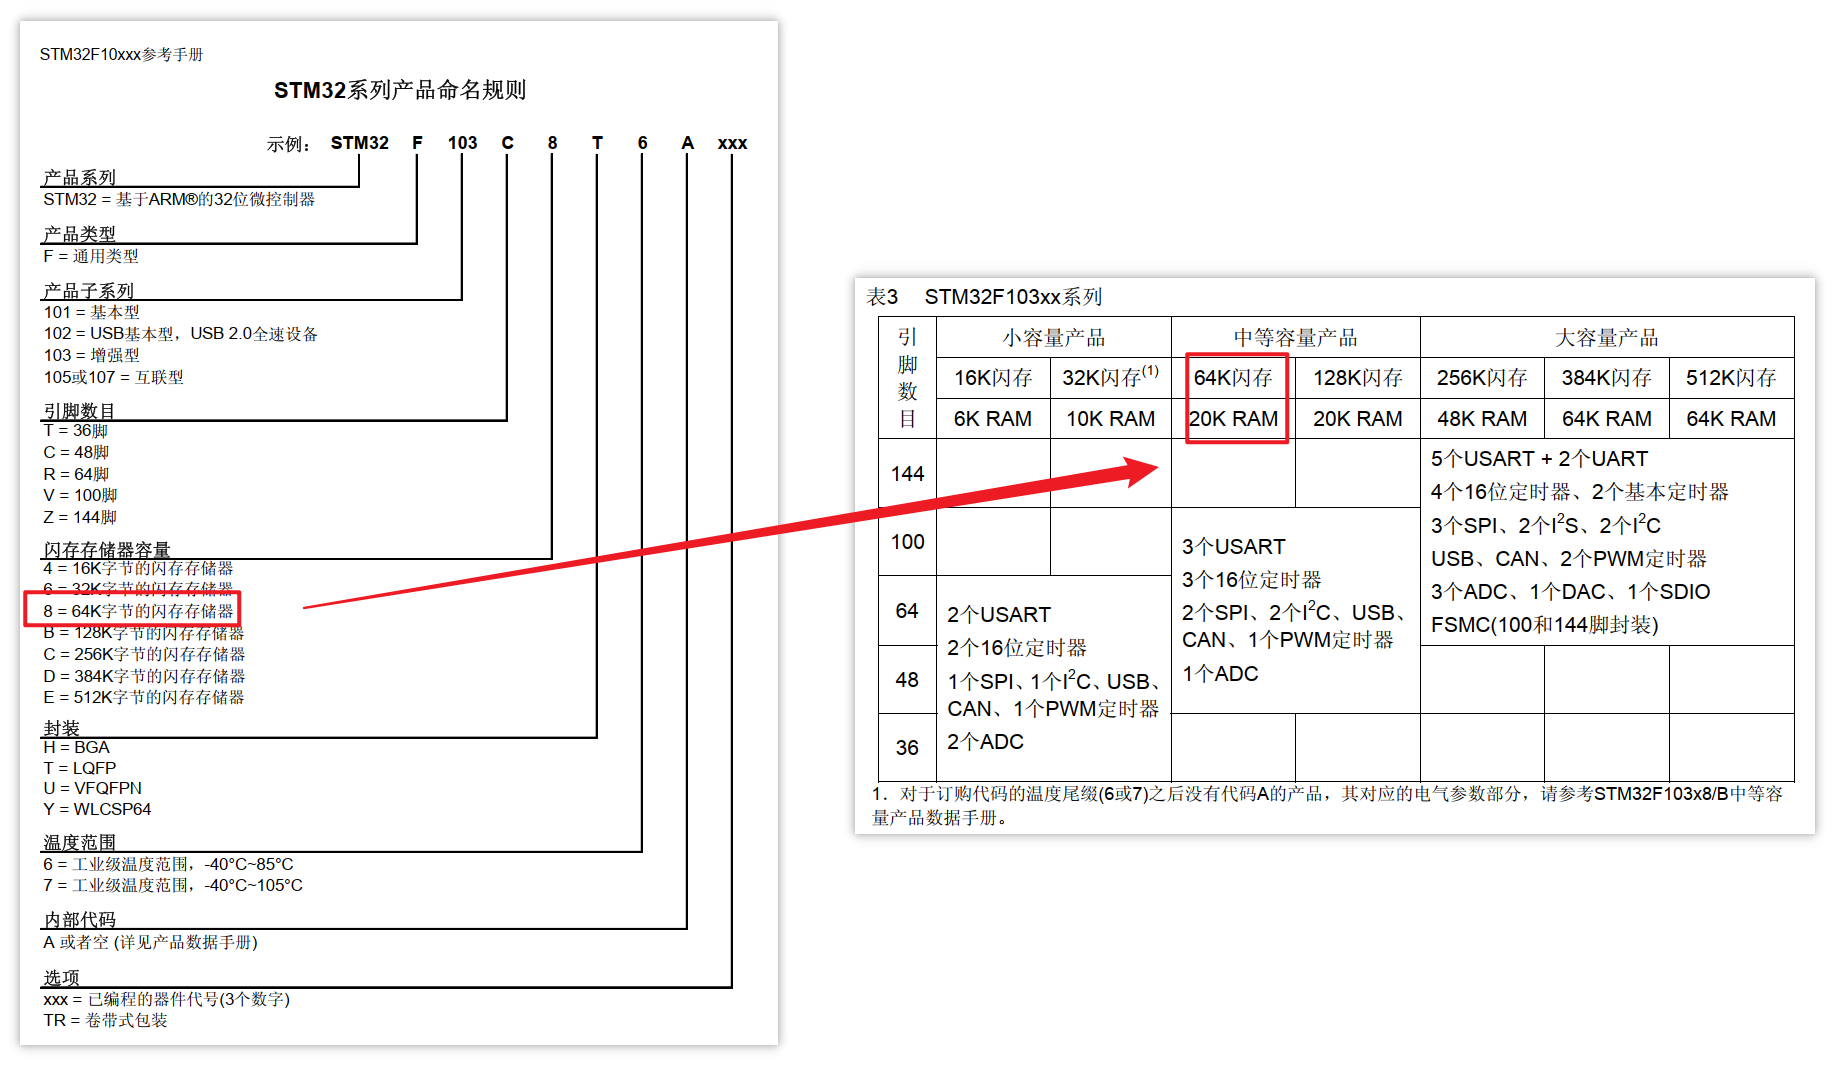 STM32F10xxx参考手册
STM32系列产品命名规则
示例： STM32 F 103 C 8 T 6 A xxx
产品系列
STM32 = 基于ARM®的32位微控制器
产品类型
F = 通用类型
产品子系列
101 = 基本型
102 = USB基本型，USB 2.0全速设备
103 = 增强型
105或107 = 互联型
引脚数目
T = 36脚
C = 48脚
R = 64脚
V = 100脚
Z = 144脚
闪存存储器容量
4 = 16K字节的闪存存储器
6 = 32K字节的闪存存储器
8 = 64K字节的闪存存储器
B = 128K字节的闪存存储器
C = 256K字节的闪存存储器
D = 384K字节的闪存存储器
E = 512K字节的闪存存储器
封装
H = BGA
T = LQFP
U = VFQFPN
Y = WLCSP64
温度范围
6 = 工业级温度范围，-40°C~85°C
7 = 工业级温度范围，-40°C~105°C
内部代码
A 或者空 (详见产品数据手册)
选项
xxx = 已编程的器件代号(3个数字)
TR = 卷带式包装
表3 STM32F103xx系列
引脚数目
小容量产品 中等容量产品 大容量产品
16K闪存 32K闪存(1) 64K闪存 128K闪存 256K闪存 384K闪存 512K闪存
6K RAM 10K RAM 20K RAM 20K RAM 48K RAM 64K RAM 64K RAM
144
100
64
48
36
2个USART
2个16位定时器
1个SPI、1个I2C、USB、
CAN、1个PWM定时器
2个ADC
3个USART
3个16位定时器
2个SPI、2个I2C、USB、
CAN、1个PWM定时器
1个ADC
5个USART + 2个UART
4个16位定时器、2个基本定时器
3个SPI、2个I2S、2个I2C
USB、CAN、2个PWM定时器
3个ADC、1个DAC、1个SDIO
FSMC(100和144脚封装)
1．对于订购代码的温度尾缀(6或7)之后没有代码A的产品，其对应的电气参数部分，请参考STM32F103x8/B中等容
量产品数据手册。